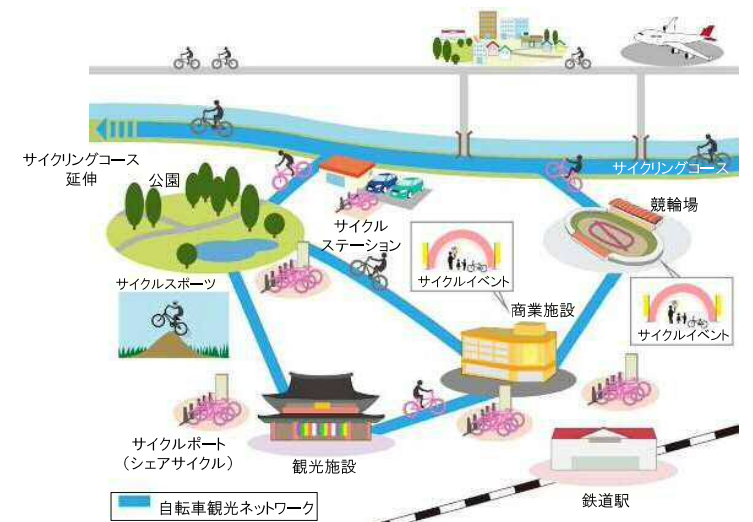 サイクリングコース
延伸
公園
サイクル
ステーション
サイクリングコース
競輪場
サイクルイベント
サイクルスポーツ
商業施設
サイクルイベント
サイクルポート
（シェアサイクル）
観光施設
鉄道駅
自転車観光ネットワーク